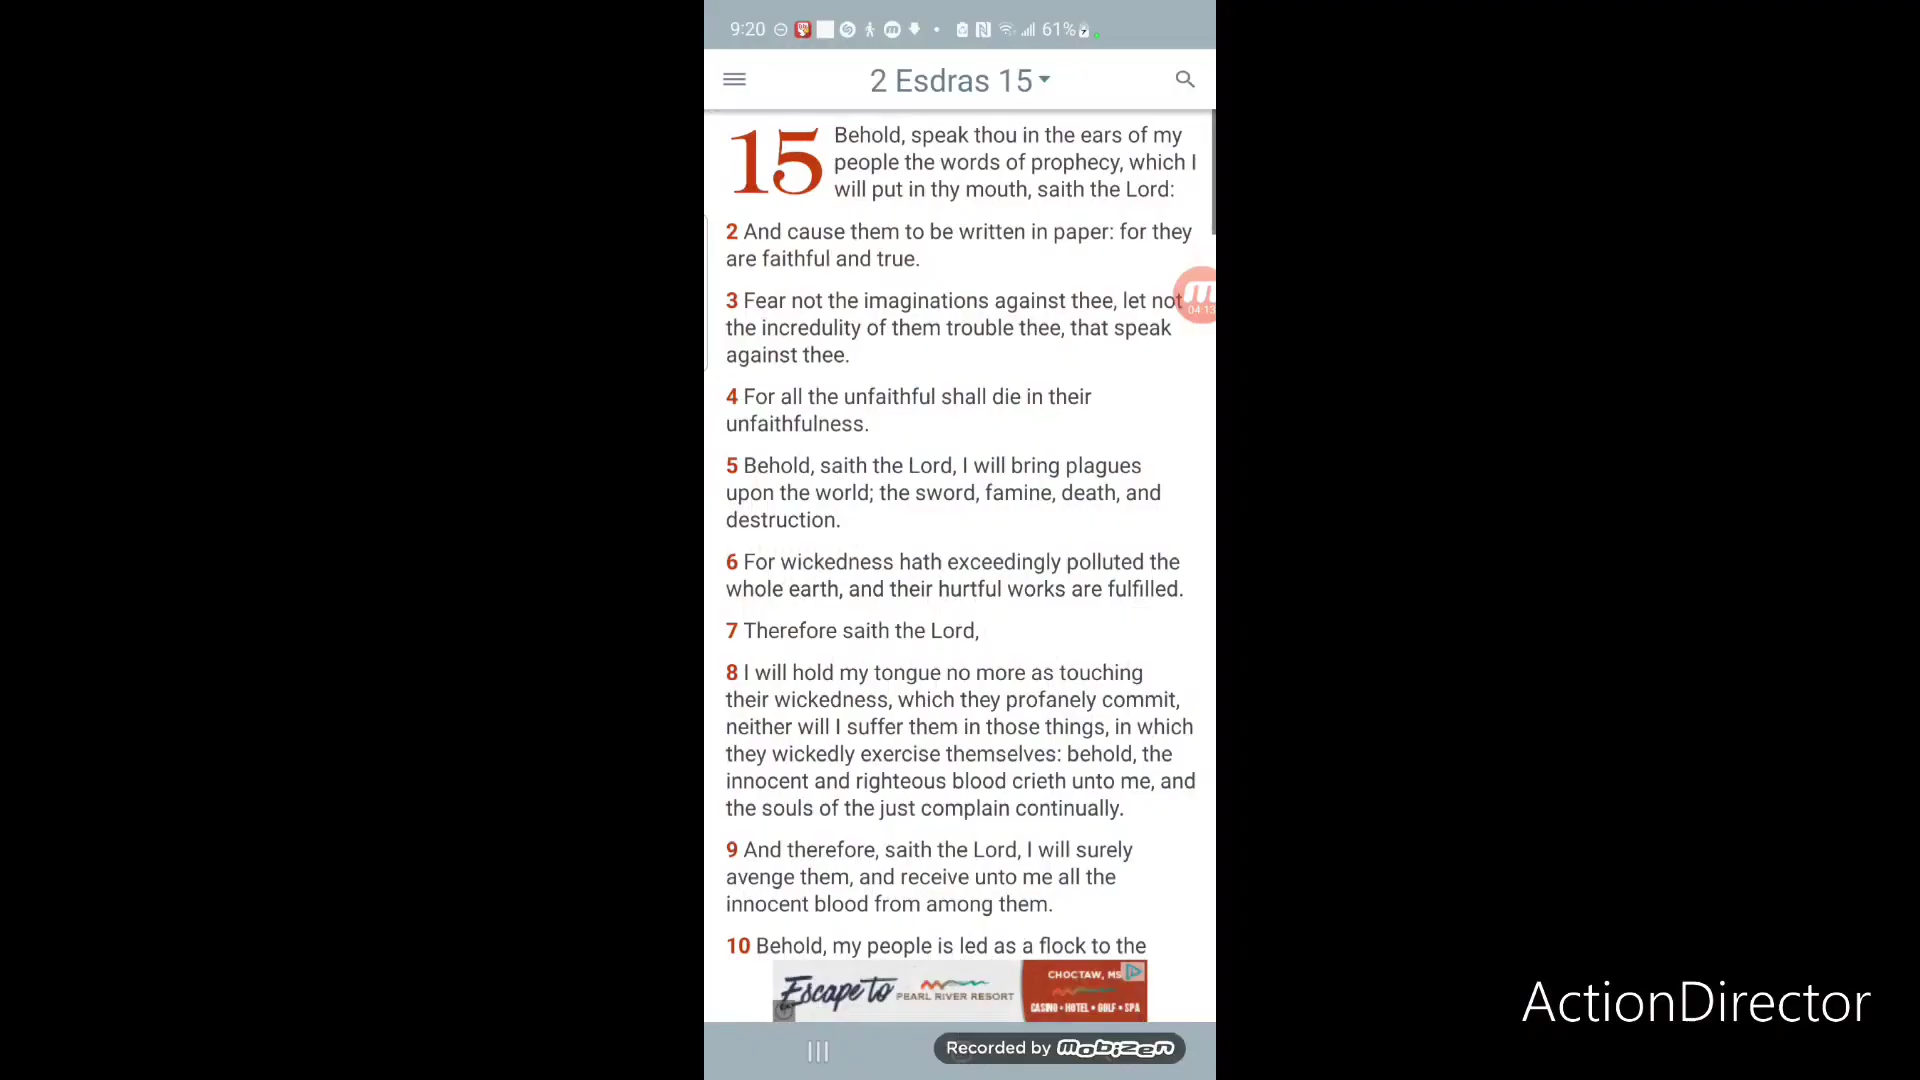 9:20
61%
2 Esdras 15
15 Behold, speak thou in the ears of my
people the words of prophecy, which I
will put in thy mouth, saith the Lord:
2 And cause them to be written in paper: for they
are faithful and true.
3 Fear not the imaginations against thee, let not
the incredulity of them trouble thee, that speak
against thee.
04:13
4 For all the unfaithful shall die in their
unfaithfulness.
5 Behold, saith the Lord, I will bring plagues
upon the world; the sword, famine, death, and
destruction.
6 For wickedness hath exceedingly polluted the
whole earth, and their hurtful works are fulfilled.
7 Therefore saith the Lord,
8 I will hold my tongue no more as touching
their wickedness, which they profanely commit,
neither will I suffer them in those things, in which
they wickedly exercise themselves: behold, the
innocent and righteous blood crieth unto me, and
the souls of the just complain continually.
9 And therefore, saith the Lord, I will surely
avenge them, and receive unto me all the
innocent blood from among them.
10 Behold, my people is led as a flock to the
Escape to PEARL RIVER RESORT
CHOCTAW, MS
CASINO • HOTEL • GOLF • SPA
Recorded by mobizen
ActionDirector